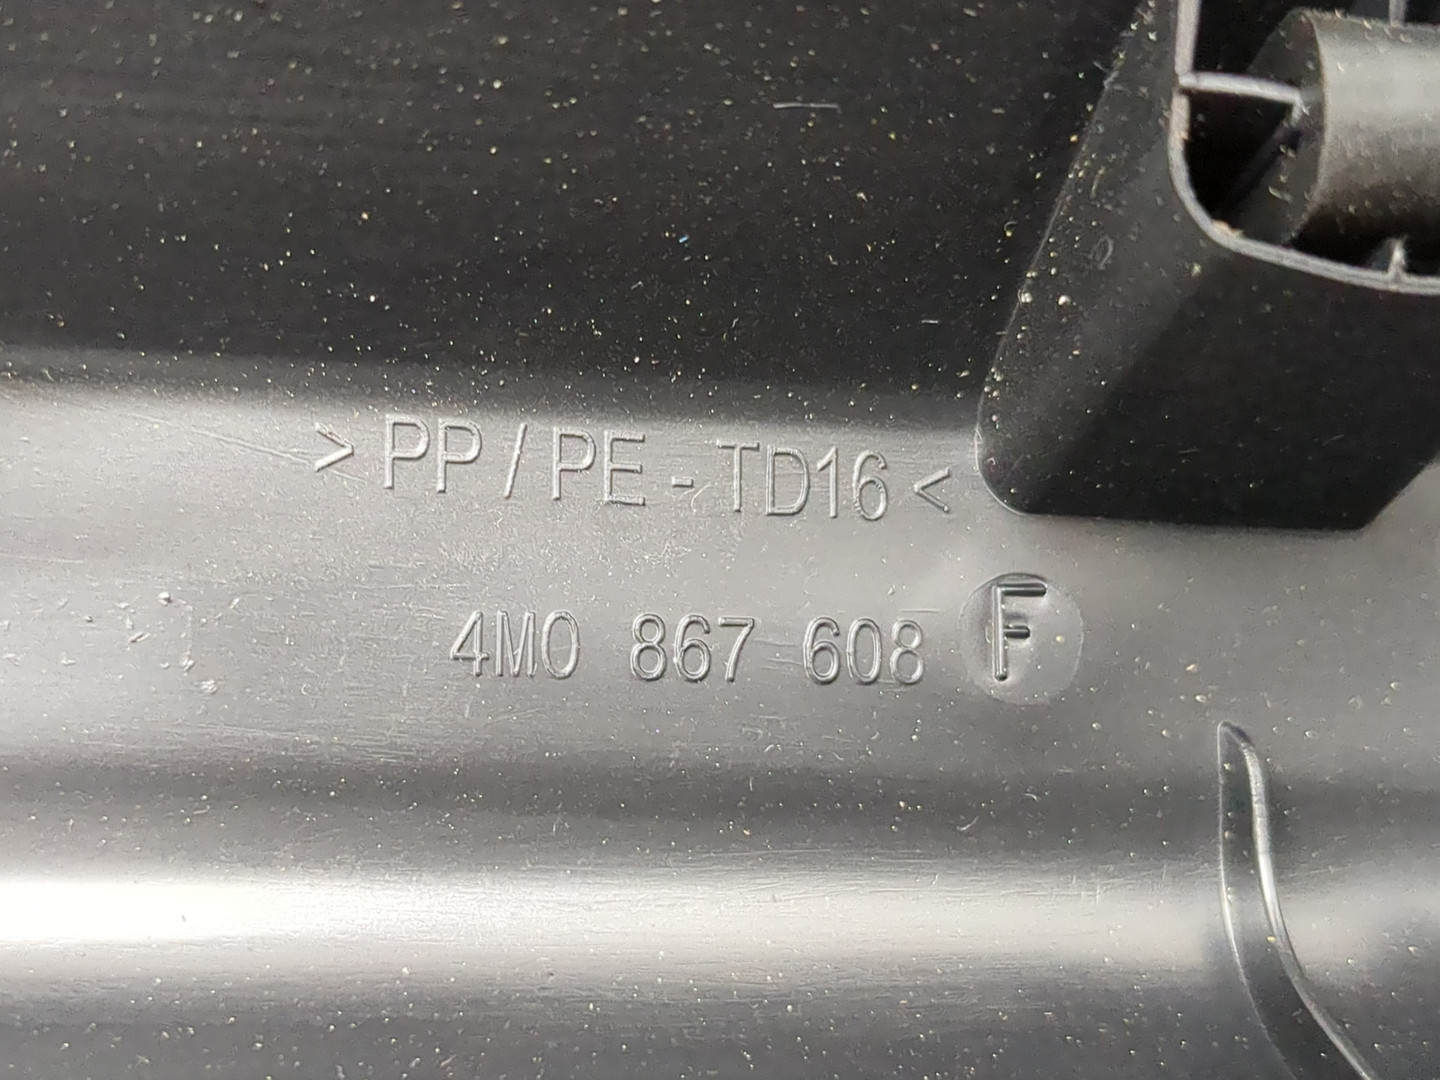 >PP/PE-TD16<
4M0 867 608 F